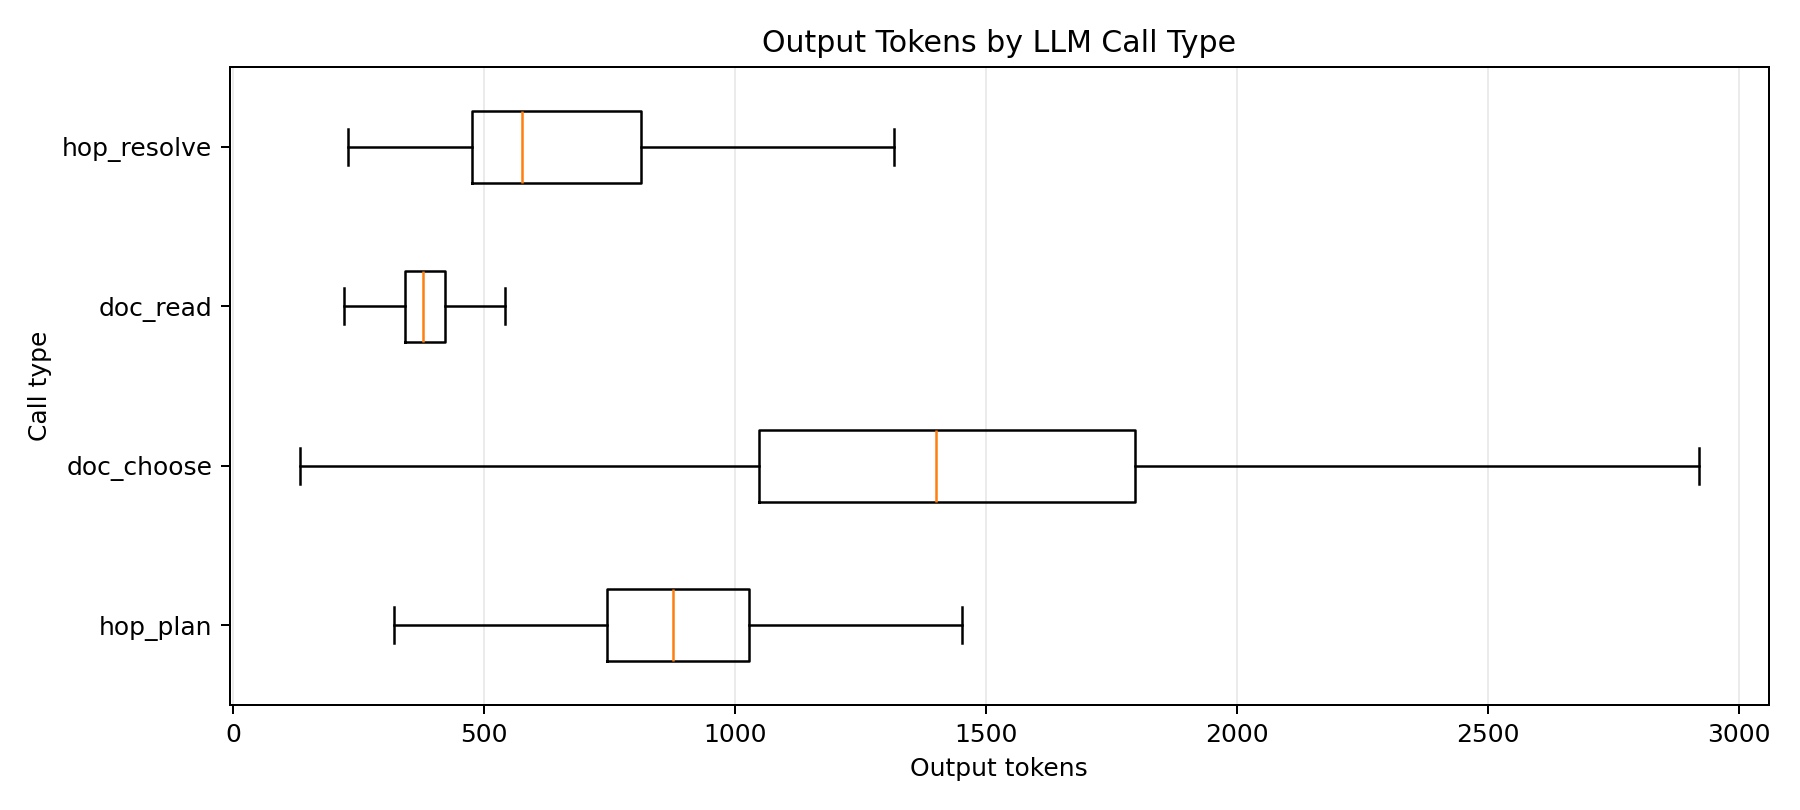 Output Tokens by LLM Call Type
hop_resolve
doc_read
doc_choose
hop_plan
Call type
0 500 1000 1500 2000 2500 3000
Output tokens